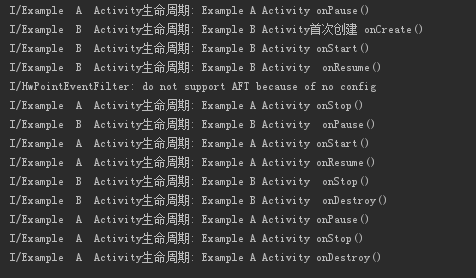 I/Example  A  Activity生命周期: Example A Activity onPause()
I/Example  B  Activity生命周期: Example B Activity首次创建 onCreate()
I/Example  B  Activity生命周期: Example B Activity onStart()
I/Example  B  Activity生命周期: Example B Activity  onResume()
I/HwPointEventFilter: do not support AFT because of no config
I/Example  A  Activity生命周期: Example A Activity onStop()
I/Example  B  Activity生命周期: Example B Activity  onPause()
I/Example  A  Activity生命周期: Example A Activity onStart()
I/Example  A  Activity生命周期: Example A Activity onResume()
I/Example  B  Activity生命周期: Example B Activity  onStop()
I/Example  B  Activity生命周期: Example B Activity  onDestroy()
I/Example  A  Activity生命周期: Example A Activity onPause()
I/Example  A  Activity生命周期: Example A Activity onStop()
I/Example  A  Activity生命周期: Example A Activity onDestroy()